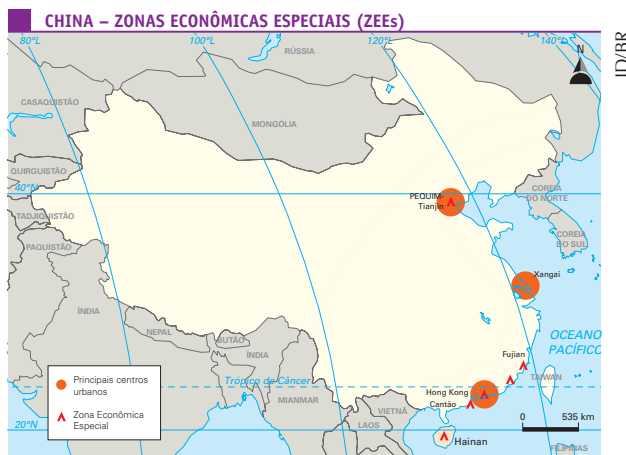 CHINA – ZONAS ECONÔMICAS ESPECIAIS (ZEEs)
80°L
100°L
120°L
140°L
N
ID/BR
RÚSSIA
CASAQUISTÃO
MONGÓLIA
QUIRGUISTÃO
40°N
TADJIQUISTÃO
PAQUISTÃO
PEQUIM-
Tianjin
COREIA
DO NORTE
COREIA
DO SUL
Xangai
ÍNDIA
NEPAL
BUTÃO
ÍNDIA
OCEANO
PACÍFICO
Fujian
TAIWAN
Trópico de Câncer
MIANMAR
Hong Kong
Cantão
VIETNÃ
LAOS
Hainan
20°N
FILIPINAS
Principais centros
urbanos
Zona Econômica
Especial
0 535 km